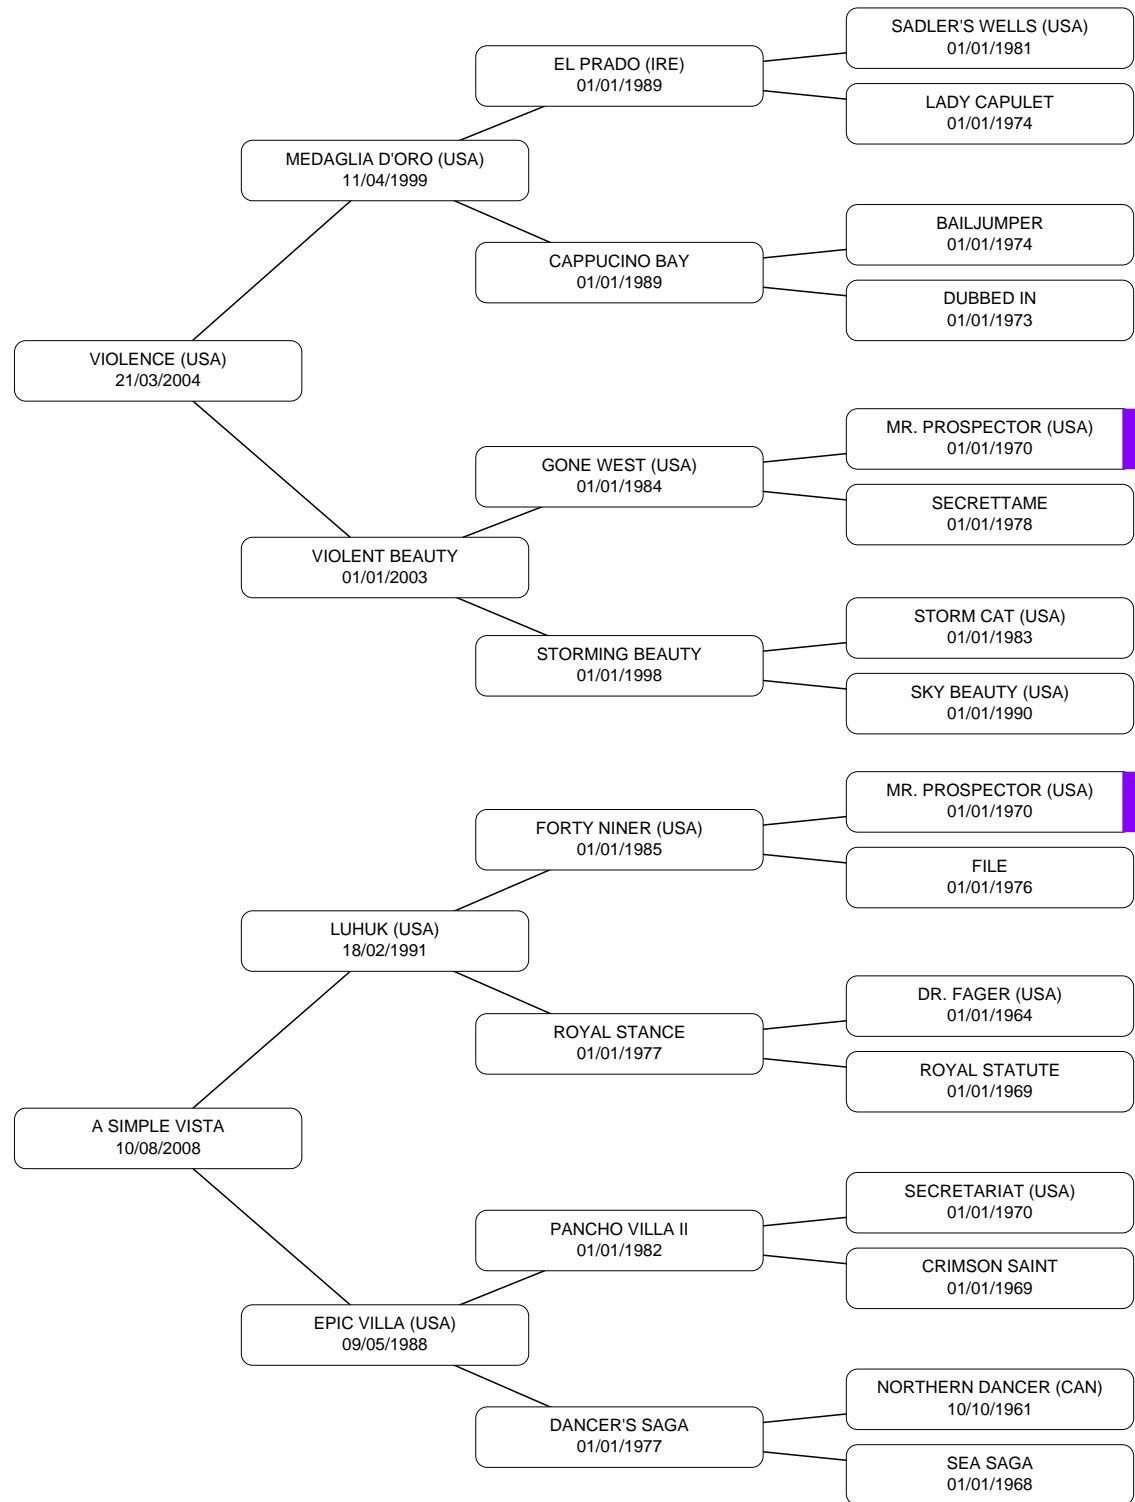 SADLER'S WELLS (USA)
01/01/1981
EL PRADO (IRE)
01/01/1989
LADY CAPULET
01/01/1974
MEDAGLIA D'ORO (USA)
11/04/1999
BAILJUMPER
01/01/1974
CAPPUCINO BAY
01/01/1989
DUBBED IN
01/01/1973
VIOLENCE (USA)
21/03/2004
MR. PROSPECTOR (USA)
01/01/1970
GONE WEST (USA)
01/01/1984
SECRETTAME
01/01/1978
VIOLENT BEAUTY
01/01/2003
STORM CAT (USA)
01/01/1983
STORMING BEAUTY
01/01/1998
SKY BEAUTY (USA)
01/01/1990
MR. PROSPECTOR (USA)
01/01/1970
FORTY NINER (USA)
01/01/1985
FILE
01/01/1976
LUHUK (USA)
18/02/1991
DR. FAGER (USA)
01/01/1964
ROYAL STANCE
01/01/1977
ROYAL STATUTE
01/01/1969
A SIMPLE VISTA
10/08/2008
SECRETARIAT (USA)
01/01/1970
PANCHO VILLA II
01/01/1982
CRIMSON SAINT
01/01/1969
EPIC VILLA (USA)
09/05/1988
NORTHERN DANCER (CAN)
10/10/1961
DANCER'S SAGA
01/01/1977
SEA SAGA
01/01/1968